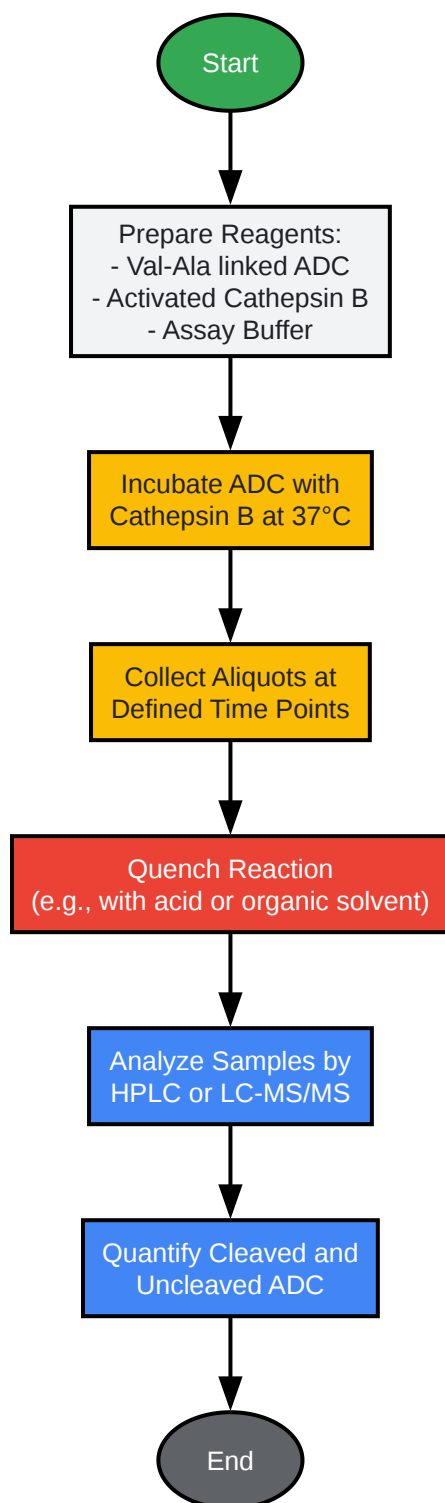 Start
Prepare Reagents:
- Val-Ala linked ADC
- Activated Cathepsin B
- Assay Buffer
Incubate ADC with
Cathepsin B at 37°C
Collect Aliquots at
Defined Time Points
Quench Reaction
(e.g., with acid or organic solvent)
Analyze Samples by
HPLC or LC-MS/MS
Quantify Cleaved and
Uncleaved ADC
End